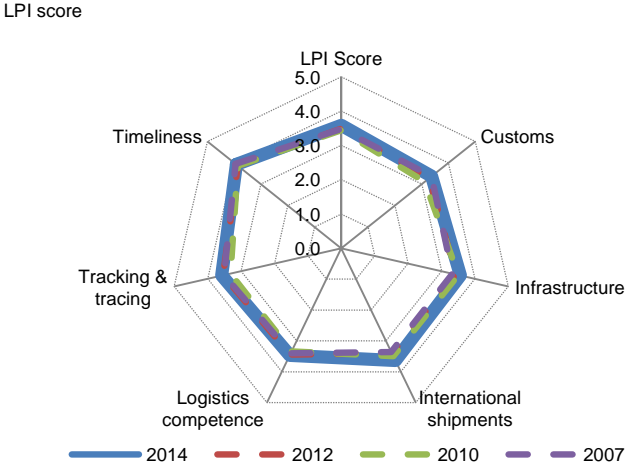 LPI score
LPI Score
5.0
4.0
3.0
2.0
1.0
0.0
Customs
Infrastructure
International
shipments
Logistics
competence
Tracking &
tracing
Timeliness
2014
2012
2010
2007